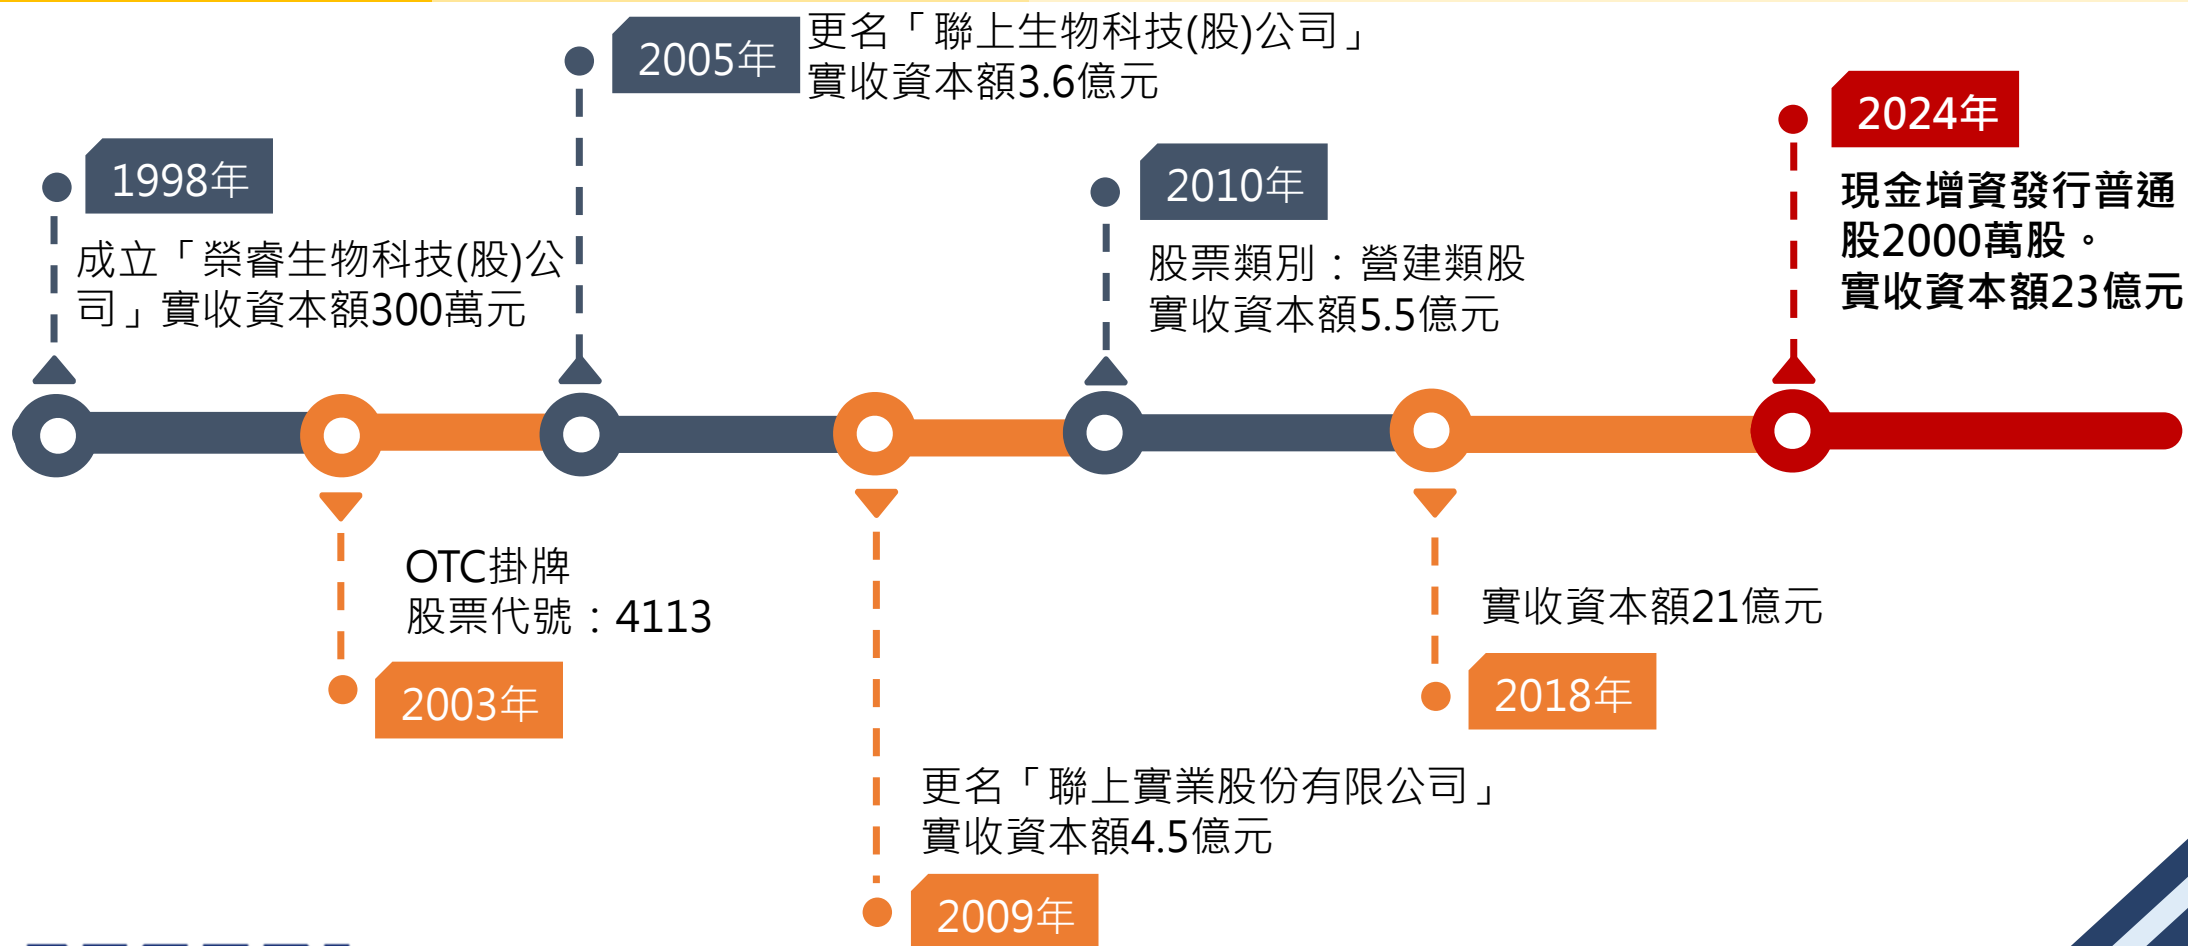 1998年
成立「榮睿生物科技(股)公
司」實收資本額300萬元
OTC掛牌
股票代號：4113
2003年
2005年
更名「聯上生物科技(股)公司」
實收資本額3.6億元
更名「聯上實業股份有限公司」
實收資本額4.5億元
2009年
2010年
股票類別：營建類股
實收資本額5.5億元
實收資本額21億元
2018年
2024年
現金增資發行普通
股2000萬股。
實收資本額23億元